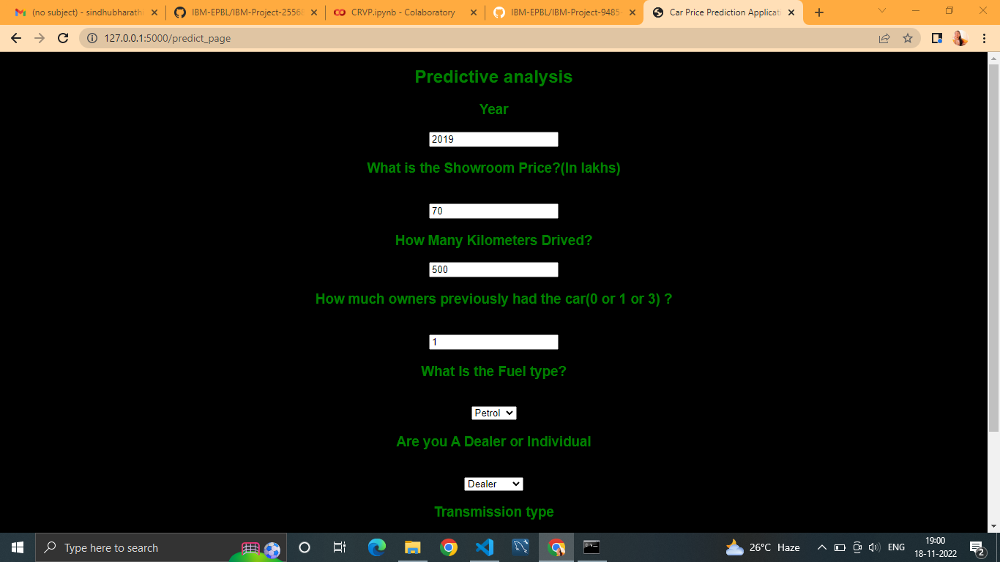 (no subject) - sindhubharathi
IBM-EPBL/IBM-Project-25568
CRVP.ipynb - Colaboratory
IBM-EPBL/IBM-Project-9485-
Car Price Prediction Applicati
127.0.0.1:5000/predict_page
Predictive analysis
Year
2019
What is the Showroom Price?(In lakhs)
70
How Many Kilometers Drived?
500
How much owners previously had the car(0 or 1 or 3) ?
1
What Is the Fuel type?
Petrol
Are you A Dealer or Individual
Dealer
Transmission type
Type here to search
26°C Haze
ENG
19:00
18-11-2022
2